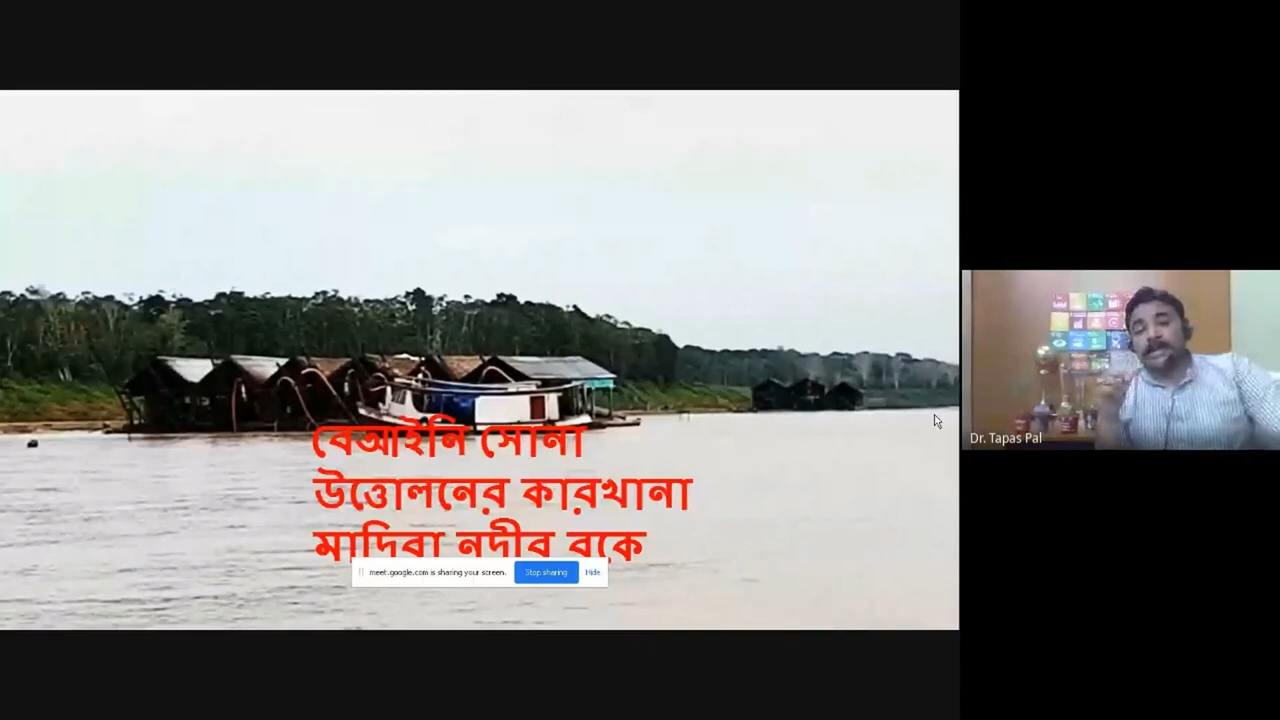 বেআইনি সোনা
উত্তোলনের কারখানা
মাদিরা নদীর বুকে
meet.google.com is sharing your screen.
Stop sharing
Hide
Dr. Tapas Pal